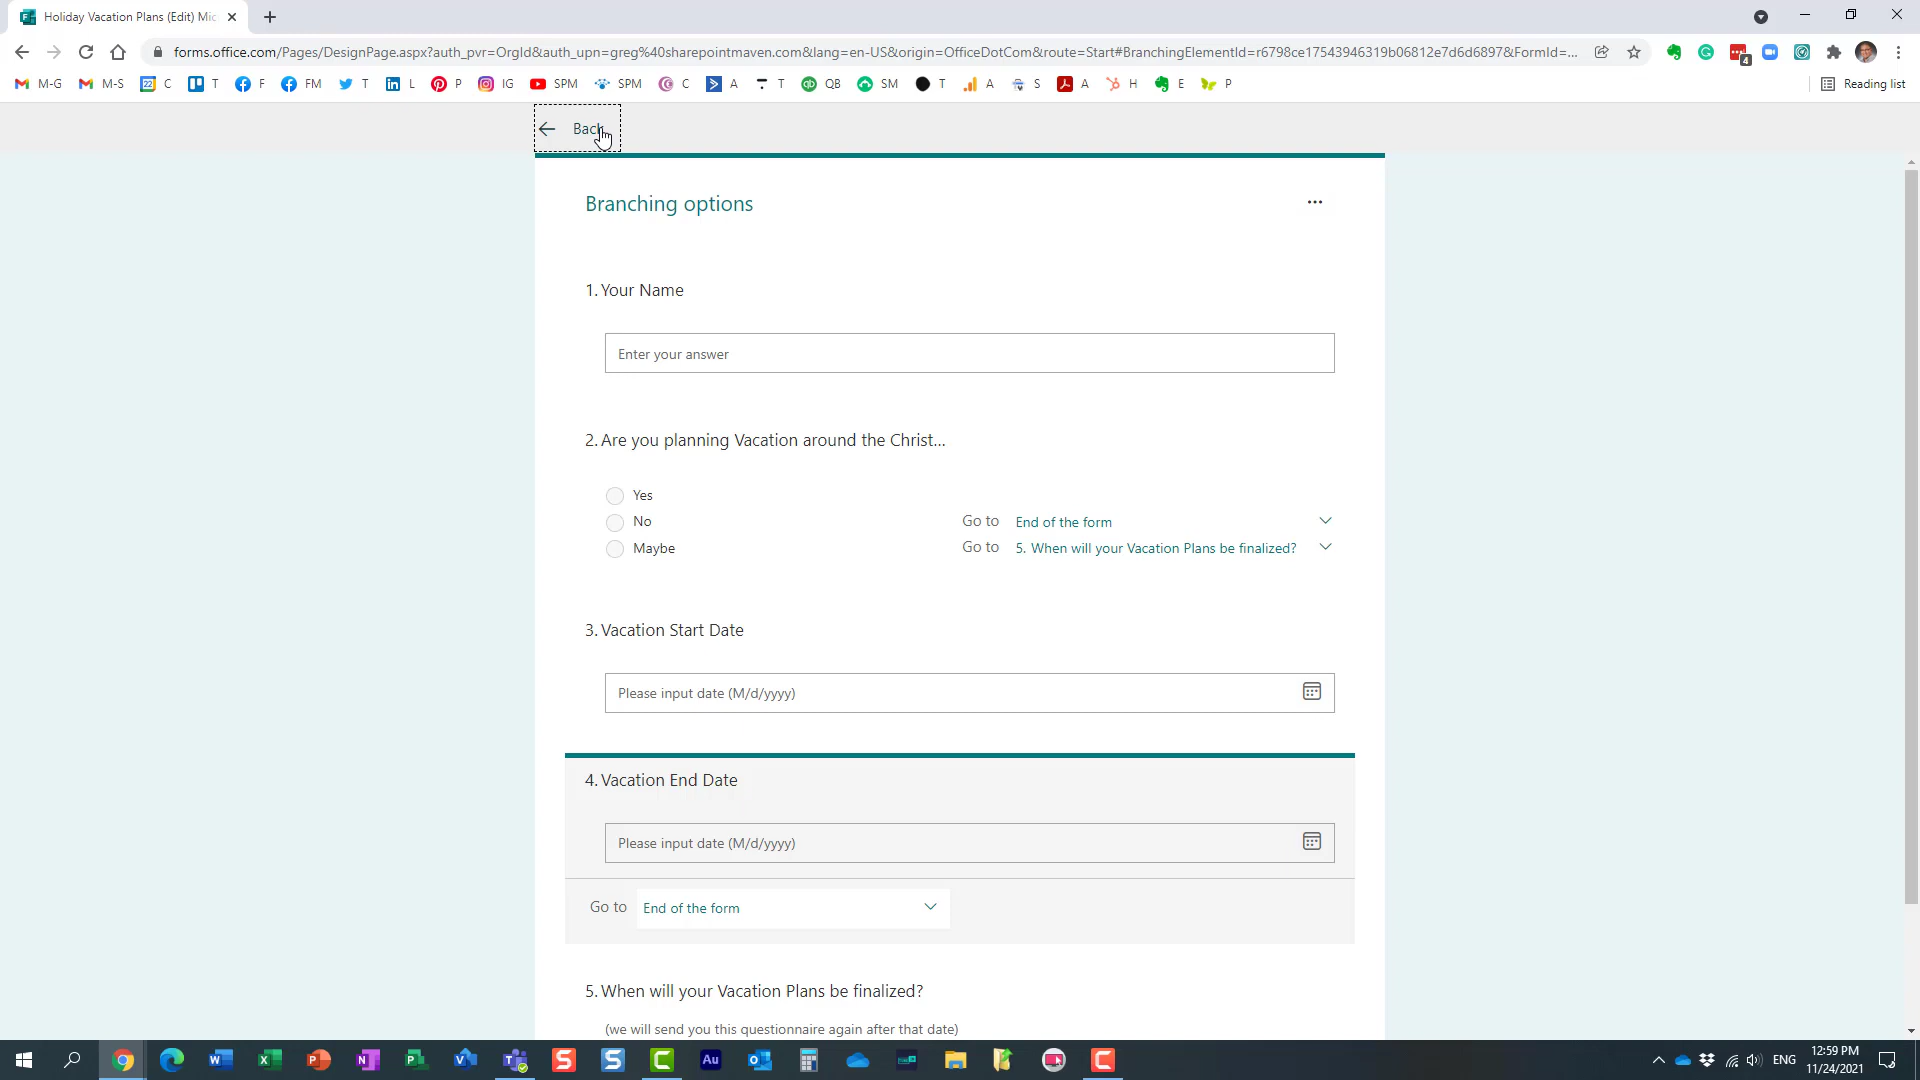 Holiday Vacation Plans (Edit) Mic
forms.office.com/Pages/DesignPage.aspx?auth_pvr=OrgId&auth_upn=greg%40sharepointmaven.com&lang=en-US&origin=OfficeDotCom&route=Start#BranchingElementId=r6798ce17543946319b06812e7d6d6897&FormId=...
4
M-G M-S 22 C T F FM T L P IG SPM SPM C A T QB SM T A S A H E P Reading list
Back
Branching options
...
1. Your Name
Enter your answer
2. Are you planning Vacation around the Christ...
Yes
No Go to End of the form
Maybe Go to 5. When will your Vacation Plans be finalized?
3. Vacation Start Date
Please input date (M/d/yyyy)
4. Vacation End Date
Please input date (M/d/yyyy)
Go to End of the form
5. When will your Vacation Plans be finalized?
(we will send you this questionnaire again after that date)
ENG
12:59 PM
11/24/2021